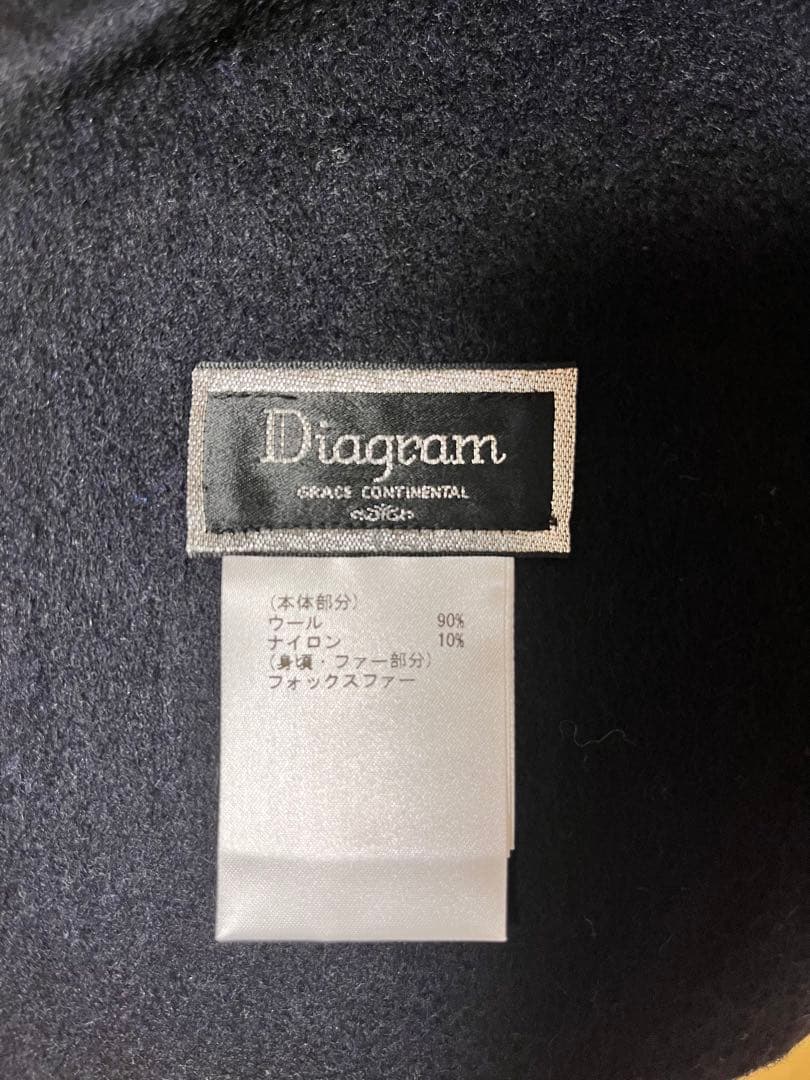 Diagram
GRACE CONTINENTAL
(本体部分)
ウール 90%
ナイロン 10%
(身頃・ファー部分)
フォックスファー